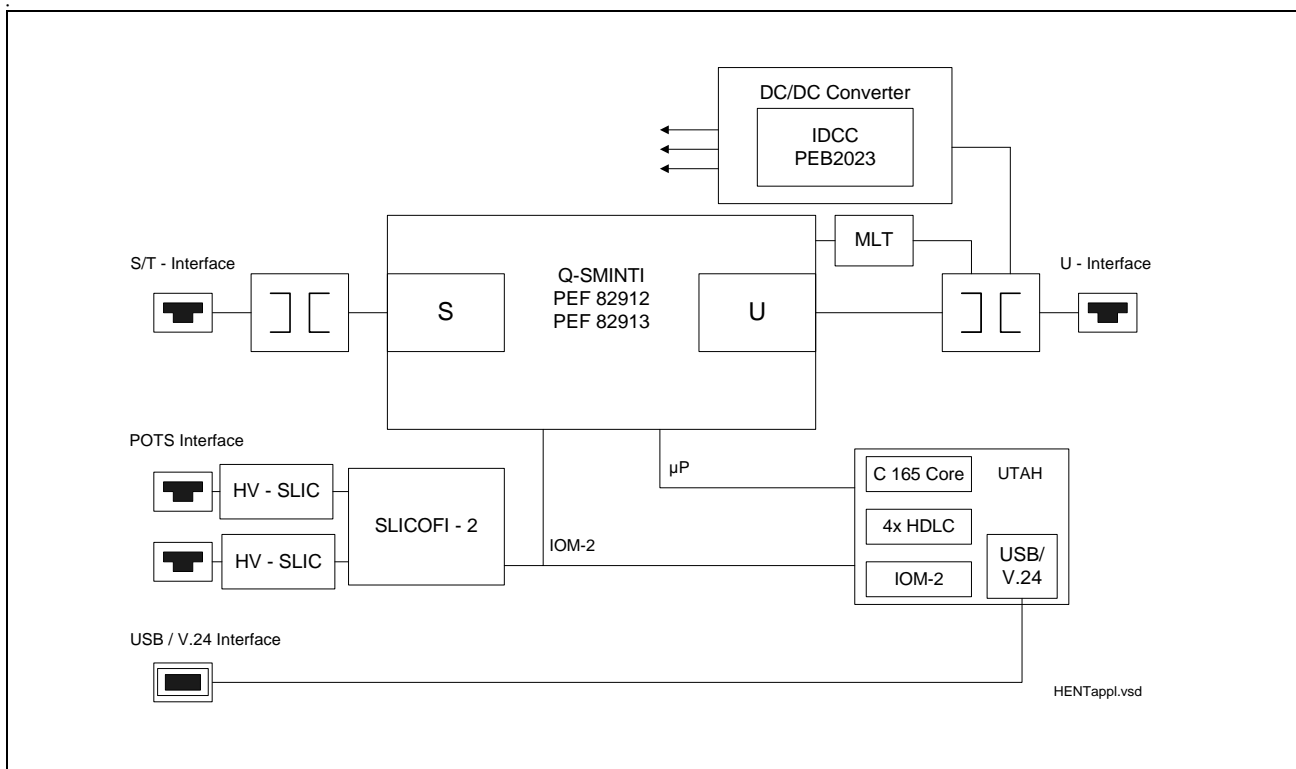 DC/DC Converter
IDCC
PEB2023
MLT
S/T - Interface
U - Interface
Q-SMINTI
PEF 82912
PEF 82913
S
U
POTS Interface
µP
C 165 Core
UTAH
HV - SLIC
SLICOFI - 2
4x HDLC
IOM-2
USB/
V.24
HV - SLIC
IOM-2
USB / V.24 Interface
HENTappl.vsd